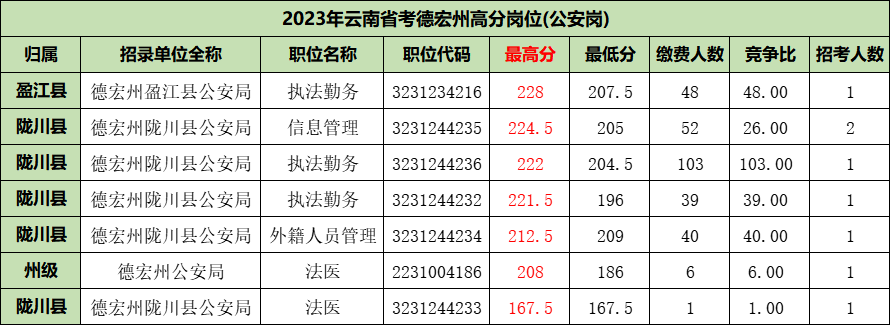 2023年云南省考德宏州高分岗位(公安岗)
归属 招录单位全称 职位名称 职位代码 最高分 最低分 缴费人数 竞争比 招考人数
盈江县 德宏州盈江县公安局 执法勤务 3231234216 228 207.5 48 48.00 1
陇川县 德宏州陇川县公安局 信息管理 3231244235 224.5 205 52 26.00 2
陇川县 德宏州陇川县公安局 执法勤务 3231244236 222 204.5 103 103.00 1
陇川县 德宏州陇川县公安局 执法勤务 3231244232 221.5 196 39 39.00 1
陇川县 德宏州陇川县公安局 外籍人员管理 3231244234 212.5 209 40 40.00 1
州级 德宏州公安局 法医 2231004186 208 186 6 6.00 1
陇川县 德宏州陇川县公安局 法医 3231244233 167.5 167.5 1 1.00 1